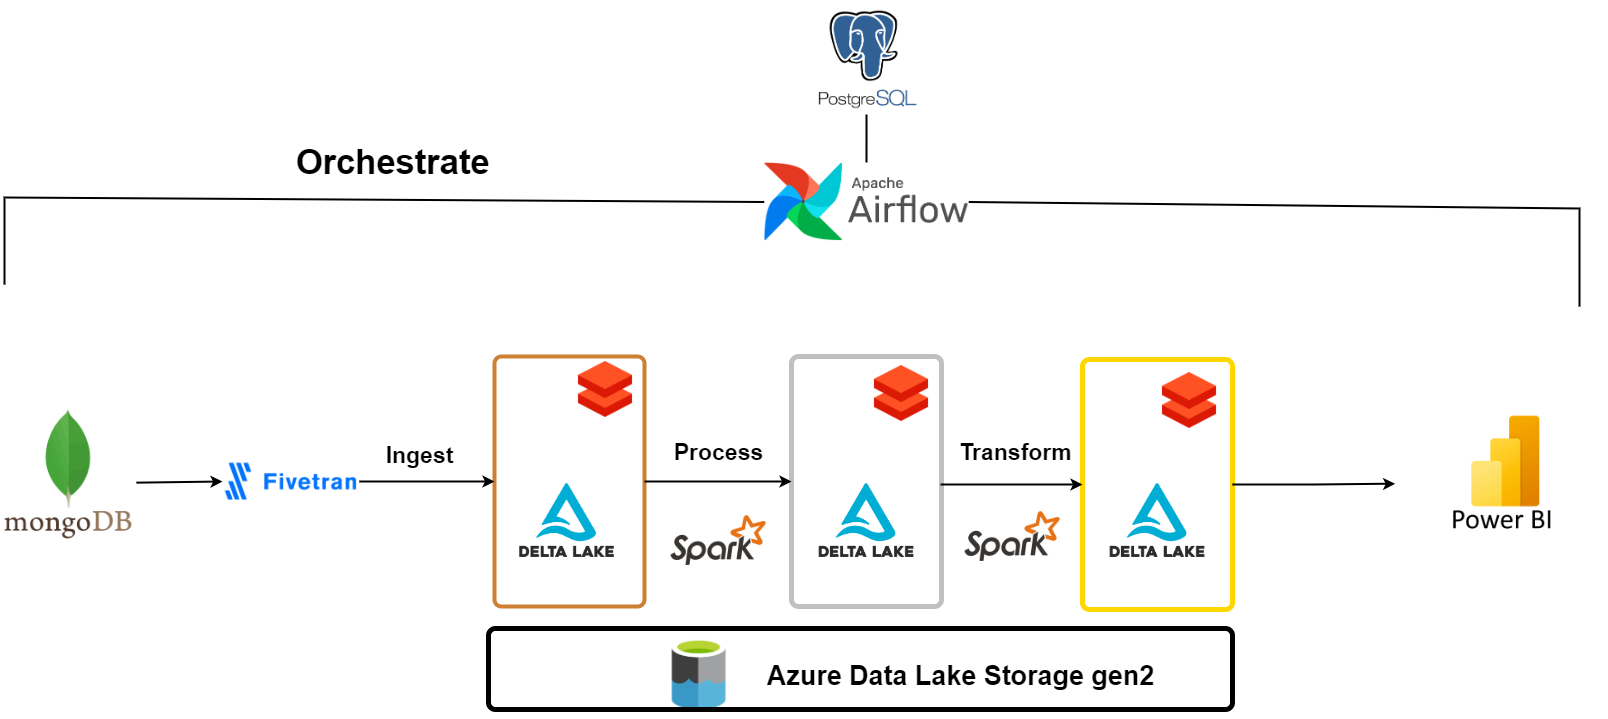 PostgreSQL
Orchestrate
Apache
Airflow
Ingest
Process
Transform
Fivetran
mongoDB
DELTA LAKE
Spark
DELTA LAKE
Spark
DELTA LAKE
Power BI
Azure Data Lake Storage gen2